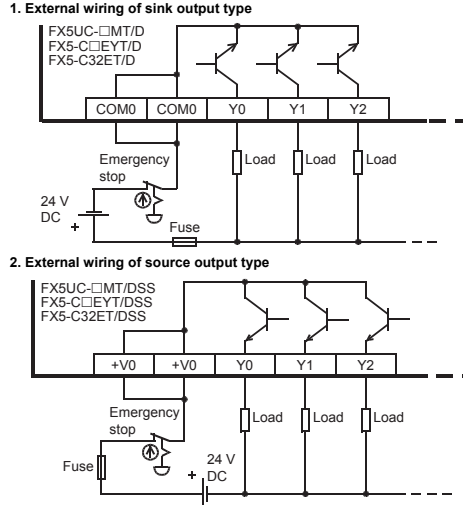 1. External wiring of sink output type
FX5UC-□MT/D
FX5-C□EYT/D
FX5-C32ET/D
COM0 COM0 Y0 Y1 Y2
Emergency
stop
Load Load Load
24 V
DC
+
Fuse
2. External wiring of source output type
FX5UC-□MT/DSS
FX5-C□EYT/DSS
FX5-C32ET/DSS
+V0 +V0 Y0 Y1 Y2
Emergency
stop
Load Load Load
Fuse
24 V
+ DC